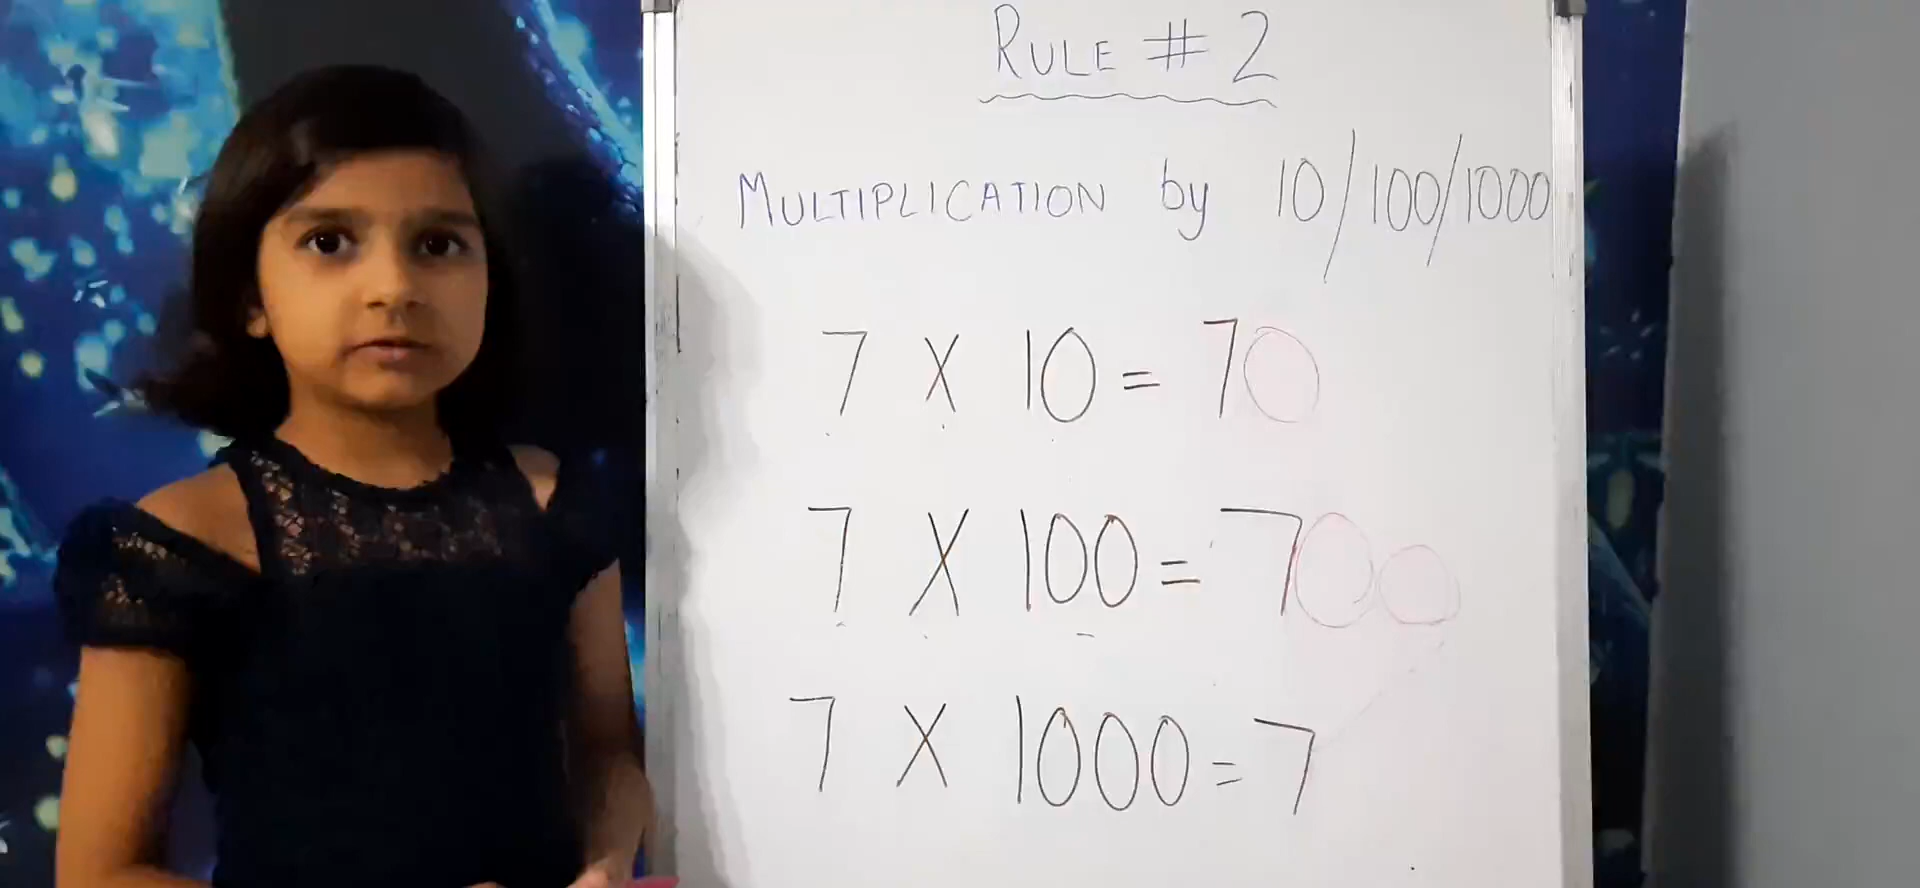 RULE # 2
MULTIPLICATION by 10/100/1000
7 X 10 = 70
7 X 100 = 700
7 X 1000 = 7